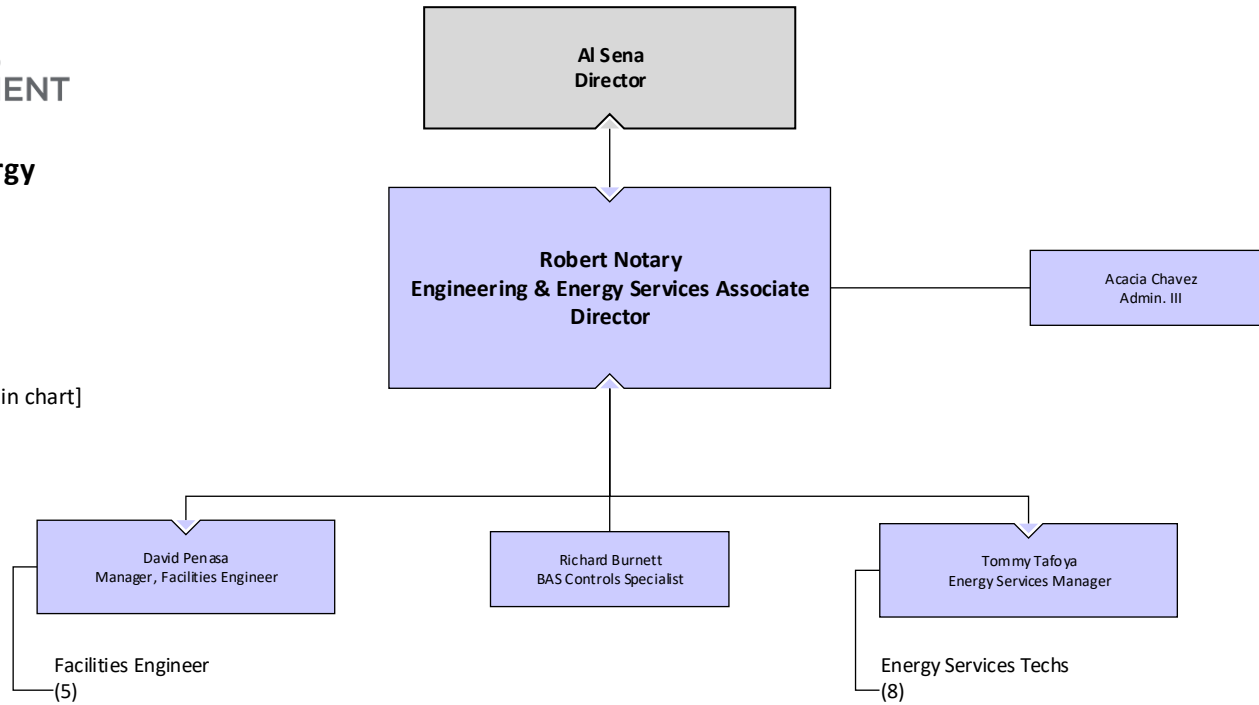 Al Sena
Director
ENT
rgy
Robert Notary
Engineering & Energy Services Associate
Director
Acacia Chavez
Admin. III
in chart]
David Penasa
Manager, Facilities Engineer
Richard Burnett
BAS Controls Specialist
Tommy Tafoya
Energy Services Manager
Facilities Engineer
(5)
Energy Services Techs
(8)